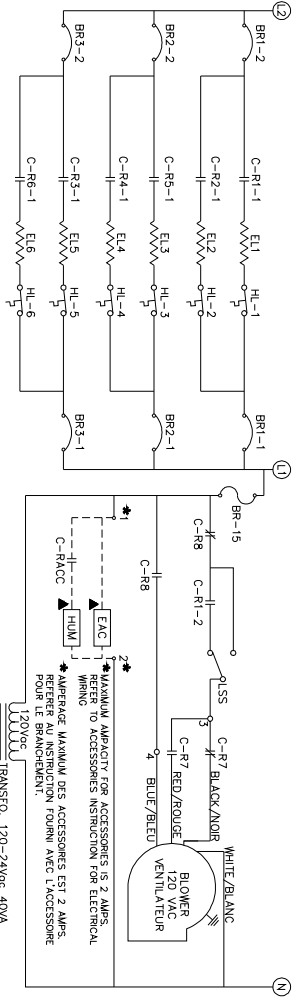 L2
L1
N
BR1-2
C-R1-1
EL1
HL-1
BR1-1
C-R2-1
EL2
HL-2
BR2-2
C-R5-1
EL3
HL-3
BR2-1
C-R4-1
EL4
HL-4
BR3-2
C-R3-1
EL5
HL-5
BR3-1
C-R6-1
EL6
HL-6
BR-15
C-R8
C-R1-2
LSS
3
C-R7
BLACK/NOIR
WHITE/BLANC
C-R7
RED/ROUGE
C-R8
4
BLUE/BLEU
BLOWER
120 VAC
VENTILATEUR
*1
2*
EAC
C-RACC
HUM
*MAXIMUM AMPACITY FOR ACCESSORIES IS 2 AMPS.
REFER TO ACCESSORIES INSTRUCTION FOR ELECTRICAL
WIRING
*AMPERAGE MAXIMUM DES ACCESSOIRES EST 2 AMPS.
REFERER AU INSTRUCTION FOURNI AVEC L'ACCESSOIRE
POUR LE BRANCHEMENT.
120Vac
TRANSFO. 120-24Vac 40VA